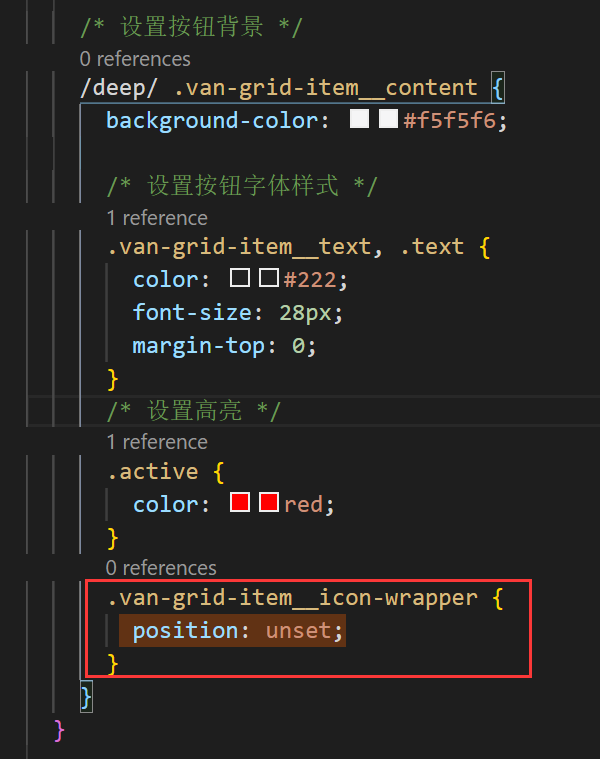 /* 设置按钮背景 */
0 references
/deep/ .van-grid-item__content {
background-color: #f5f5f6;
/* 设置按钮字体样式 */
1 reference
.van-grid-item__text, .text {
color: #222;
font-size: 28px;
margin-top: 0;
}
/* 设置高亮 */
1 reference
.active {
color: red;
}
0 references
.van-grid-item__icon-wrapper {
position: unset;
}
}
}